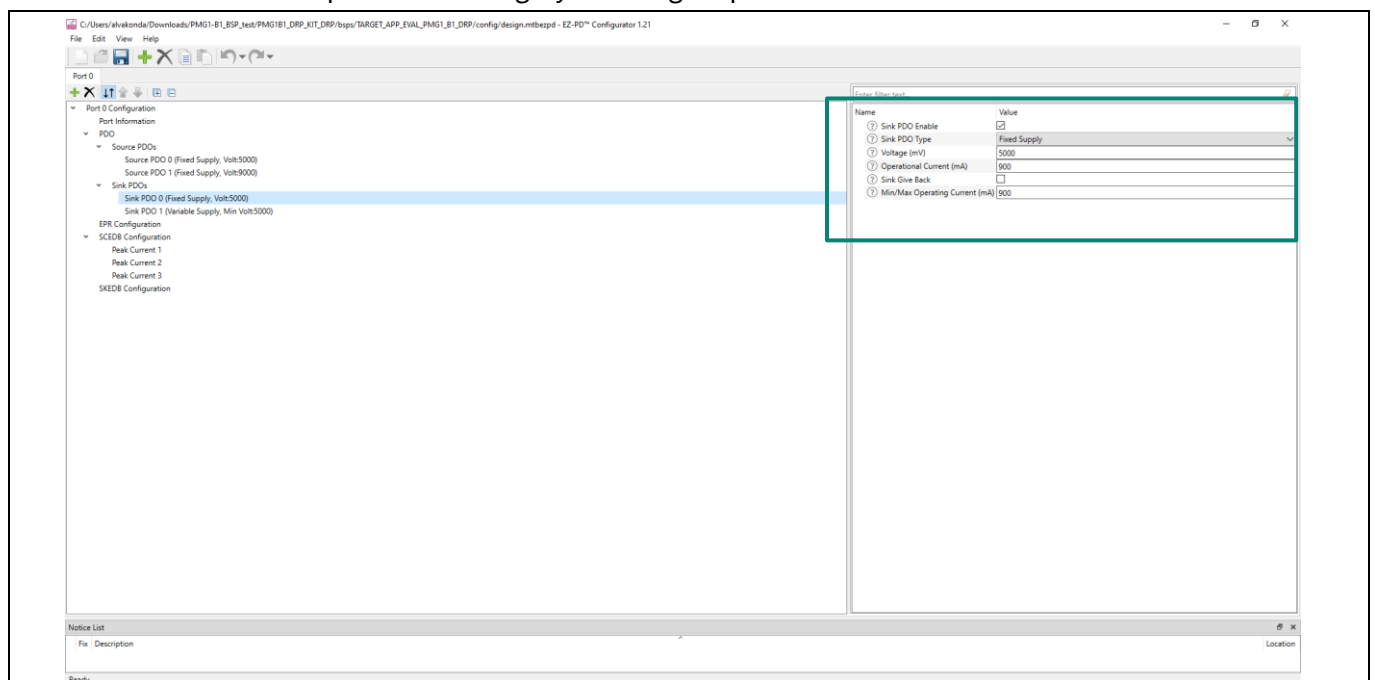 C:/Users/alvakonda/Downloads/PMG1-B1_BSP_test/PMG1B1_DRP_KIT_DRP/bsps/TARGET_APP_EVAL_PMG1_B1_DRP/config/design.mtbezpd - EZ-PD™ Configurator 1.21
File Edit View Help
Port 0
Port 0 Configuration
Port Information
PDO
Source PDOs
Source PDO 0 (Fixed Supply, Volt:5000)
Source PDO 1 (Fixed Supply, Volt:9000)
Sink PDOs
Sink PDO 0 (Fixed Supply, Volt:5000)
Sink PDO 1 (Variable Supply, Min Volt:5000)
EPR Configuration
SCEDB Configuration
Peak Current 1
Peak Current 2
Peak Current 3
SKEDB Configuration
Enter filter text...
Name Value
Sink PDO Enable
Sink PDO Type Fixed Supply
Voltage (mV) 5000
Operational Current (mA) 900
Sink Give Back
Min/Max Operating Current (mA) 900
Notice List
Fix Description Location
Ready